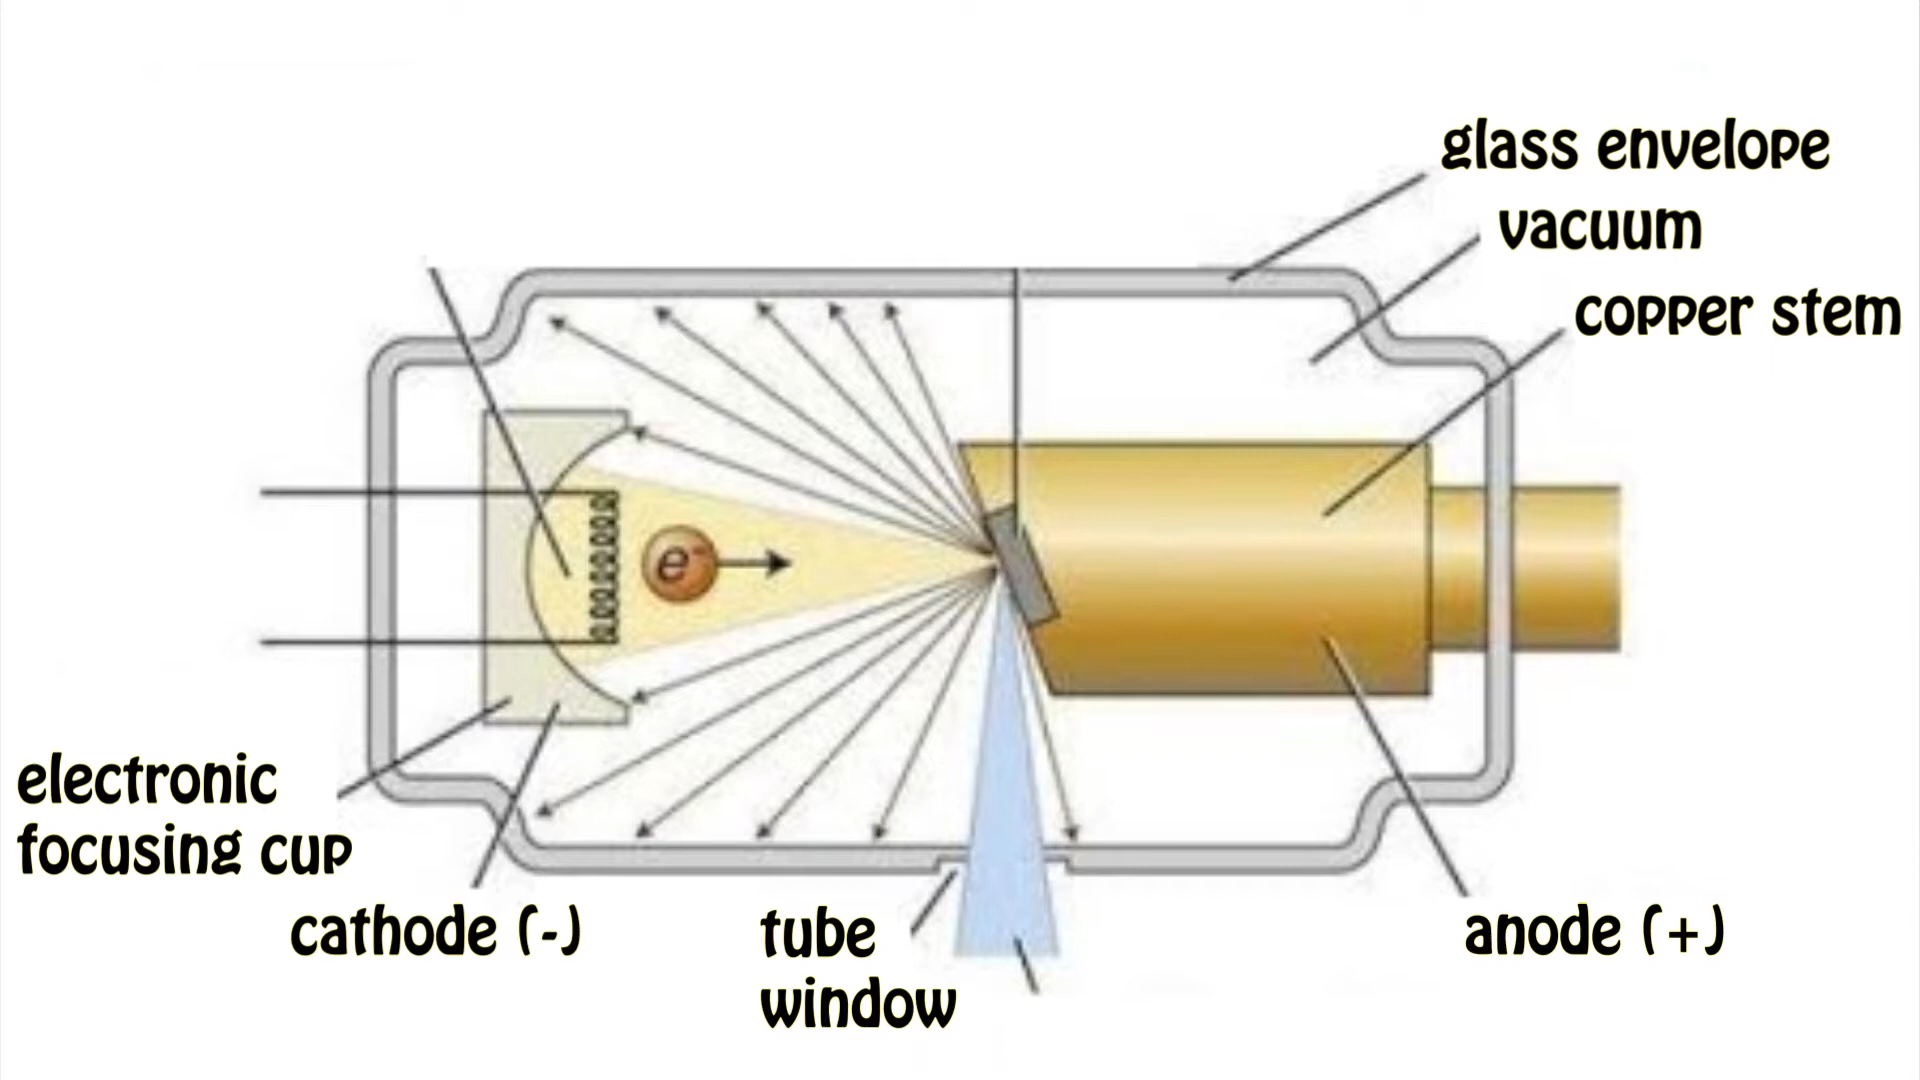 glass envelope
vacuum
copper stem
e-
electronic
focusing cup
cathode (-)
tube
window
anode (+)